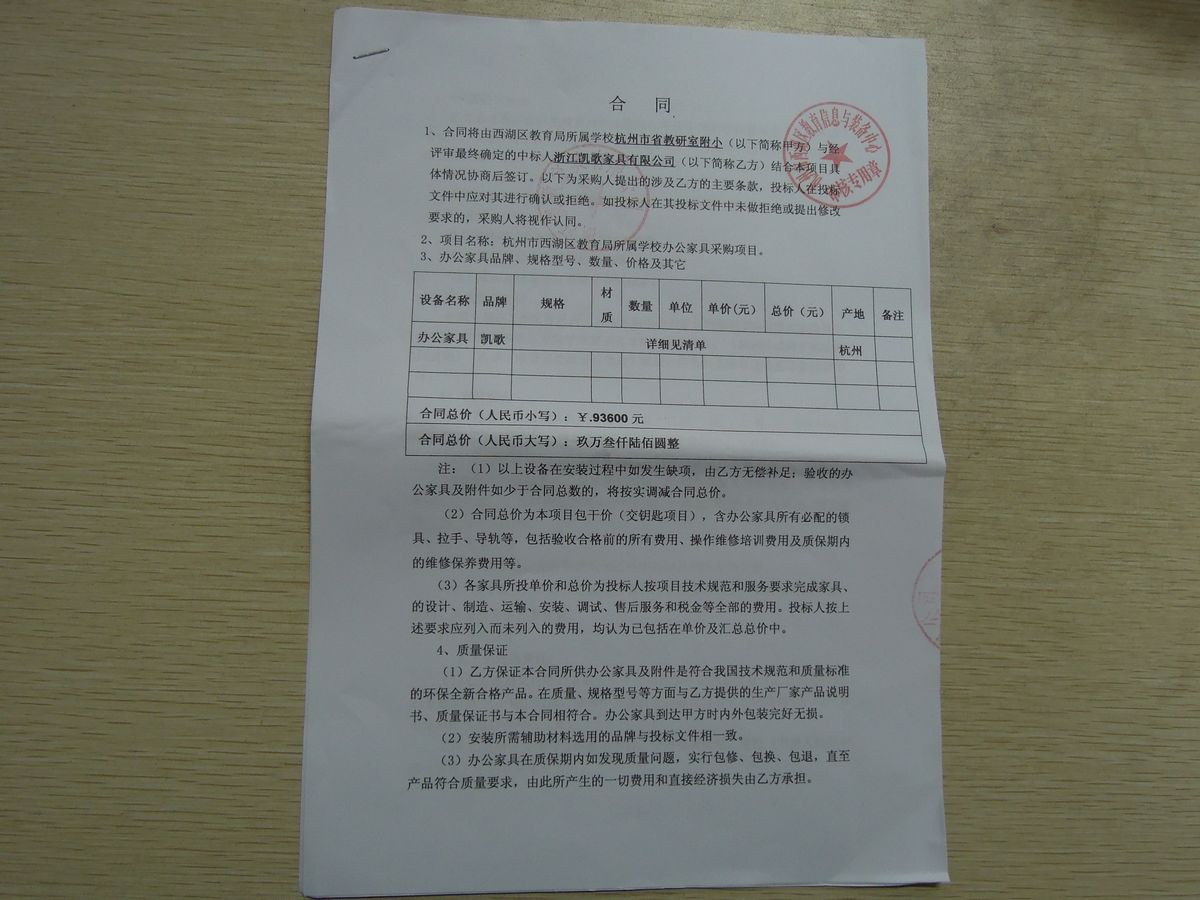 合 同
1、合同将由西湖区教育局所属学校杭州市省教研室附小（以下简称甲方）与经
评审最终确定的中标人浙江凯歌家具有限公司（以下简称乙方）结合本项目具
体情况协商后签订。以下为采购人提出的涉及乙方的主要条款，投标人在投标
文件中应对其进行确认或拒绝。如投标人在其投标文件中未做拒绝或提出修改
要求的，采购人将视作认同。
2、项目名称：杭州市西湖区教育局所属学校办公家具采购项目。
3、办公家具品牌、规格型号、数量、价格及其它
设备名称 品牌 规格 材质 数量 单位 单价(元) 总价（元） 产地 备注
办公家具 凯歌 详细见清单 杭州
合同总价（人民币小写）：￥.93600 元
合同总价（人民币大写）：玖万叁仟陆佰圆整
注：（1）以上设备在安装过程中如发生缺项，由乙方无偿补足；验收的办
公家具及附件如少于合同总数的，将按实调减合同总价。
（2）合同总价为本项目包干价（交钥匙项目），含办公家具所有必配的锁
具、拉手、导轨等，包括验收合格前的所有费用、操作维修培训费用及质保期内
的维修保养费用等。
（3）各家具所投单价和总价为投标人按项目技术规范和服务要求完成家具、
的设计、制造、运输、安装、调试、售后服务和税金等全部的费用。投标人按上
述要求应列入而未列入的费用，均认为已包括在单价及汇总总价中。
4、质量保证
（1）乙方保证本合同所供办公家具及附件是符合我国技术规范和质量标准
的环保全新合格产品。在质量、规格型号等方面与乙方提供的生产厂家产品说明
书、质量保证书与本合同相符合。办公家具到达甲方时内外包装完好无损。
（2）安装所需辅助材料选用的品牌与投标文件相一致。
（3）办公家具在质保期内如发现质量问题，实行包修、包换、包退，直至
产品符合质量要求，由此所产生的一切费用和直接经济损失由乙方承担。
区教育信息与装备中心
审核专用章